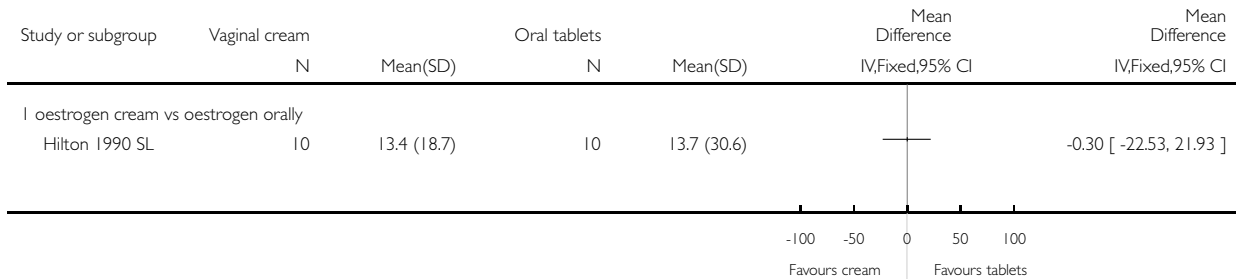 Study or subgroup Vaginal cream Oral tablets Mean Difference Mean Difference
N Mean(SD) N Mean(SD) IV,Fixed,95% CI IV,Fixed,95% CI
1 oestrogen cream vs oestrogen orally
Hilton 1990 SL 10 13.4 (18.7) 10 13.7 (30.6) -0.30 [ -22.53, 21.93 ]
-100 -50 0 50 100
Favours cream Favours tablets